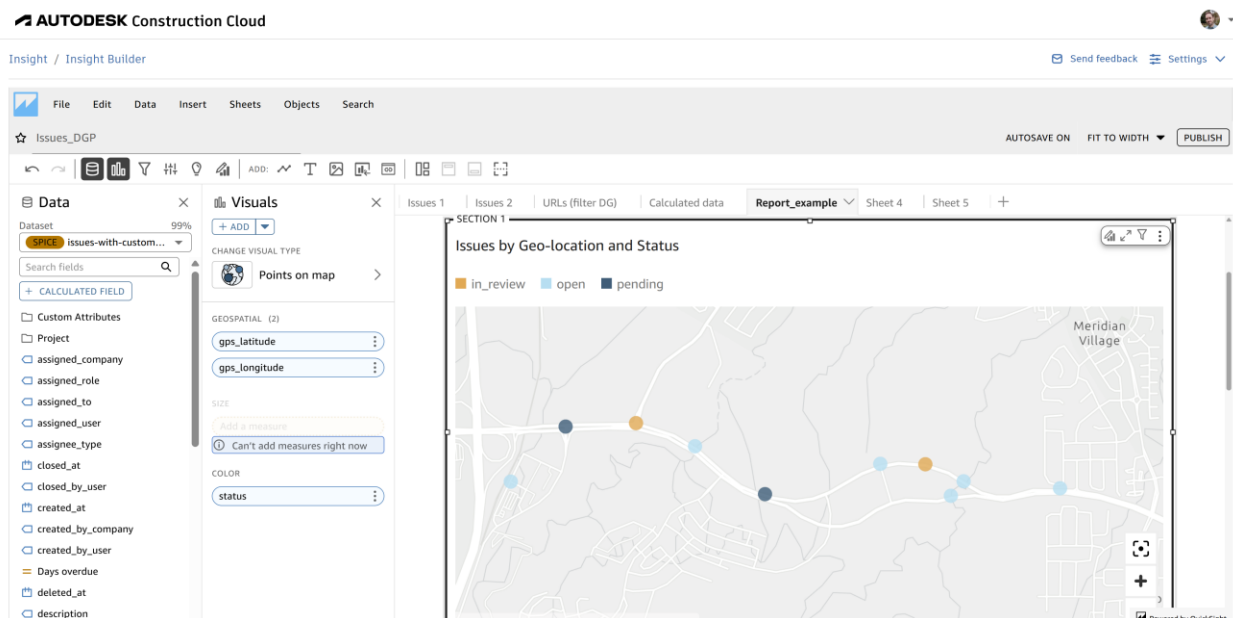 AUTODESK Construction Cloud
Insight / Insight Builder
Send feedback
Settings
File Edit Data Insert Sheets Objects Search
Issues_DGP
AUTOSAVE ON
FIT TO WIDTH
PUBLISH
ADD:
Data
Dataset
99%
SPICE issues-with-custom...
Search fields
+ CALCULATED FIELD
Custom Attributes
Project
assigned_company
assigned_role
assigned_to
assigned_user
assignee_type
closed_at
closed_by_user
created_at
created_by_company
created_by_user
Days overdue
deleted_at
description
Visuals
+ ADD
CHANGE VISUAL TYPE
Points on map
GEOSPATIAL (2)
gps_latitude
gps_longitude
SIZE
Add a measure
Can't add measures right now
COLOR
status
Issues 1
Issues 2
URLs (filter DG)
Calculated data
Report_example
Sheet 4
Sheet 5
SECTION 1
Issues by Geo-location and Status
in_review
open
pending
Meridian
Village
Powered by QuickSight